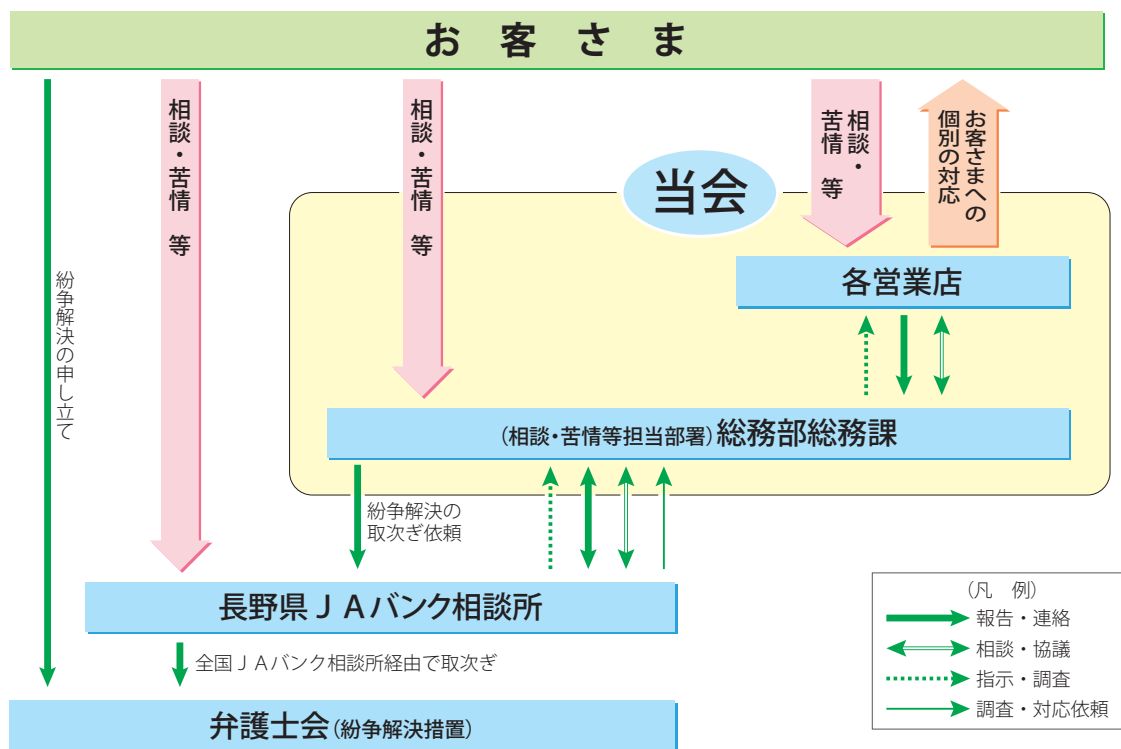 お客さま
相談・苦情 等
相談・苦情 等
相談・
苦情 等
お客さまへの
個別の対応
当会
各営業店
紛争解決の申し立て
(相談・苦情等担当部署)総務部総務課
紛争解決の
取次ぎ依頼
長野県JAバンク相談所
全国JAバンク相談所経由で取次ぎ
弁護士会(紛争解決措置)
(凡 例)
報告・連絡
相談・協議
指示・調査
調査・対応依頼